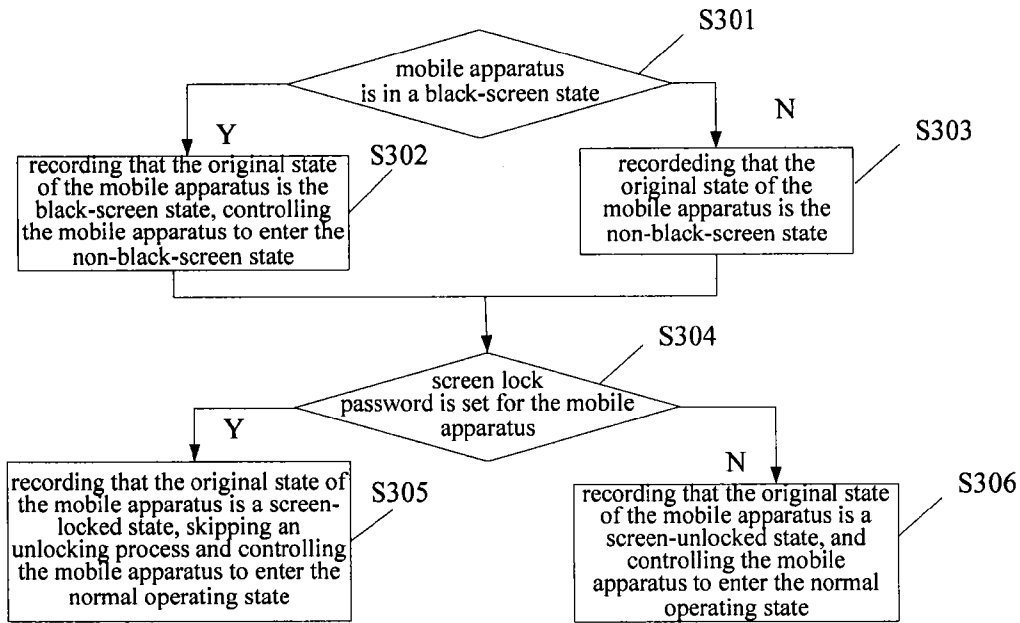 S301
mobile apparatus
is in a black-screen state
Y
N
S302
S303
recording that the original state
of the mobile apparatus is the
black-screen state, controlling
the mobile apparatus to enter the
non-black-screen state
recordeding that the
original state of the
mobile apparatus is the
non-black-screen state
S304
screen lock
password is set for the mobile
apparatus
Y
N
S305
S306
recording that the original state of
the mobile apparatus is a screen-
locked state, skipping an
unlocking process and controlling
the mobile apparatus to enter the
normal operating state
recording that the original state
of the mobile apparatus is a
screen-unlocked state, and
controlling the mobile
apparatus to enter the normal
operating state